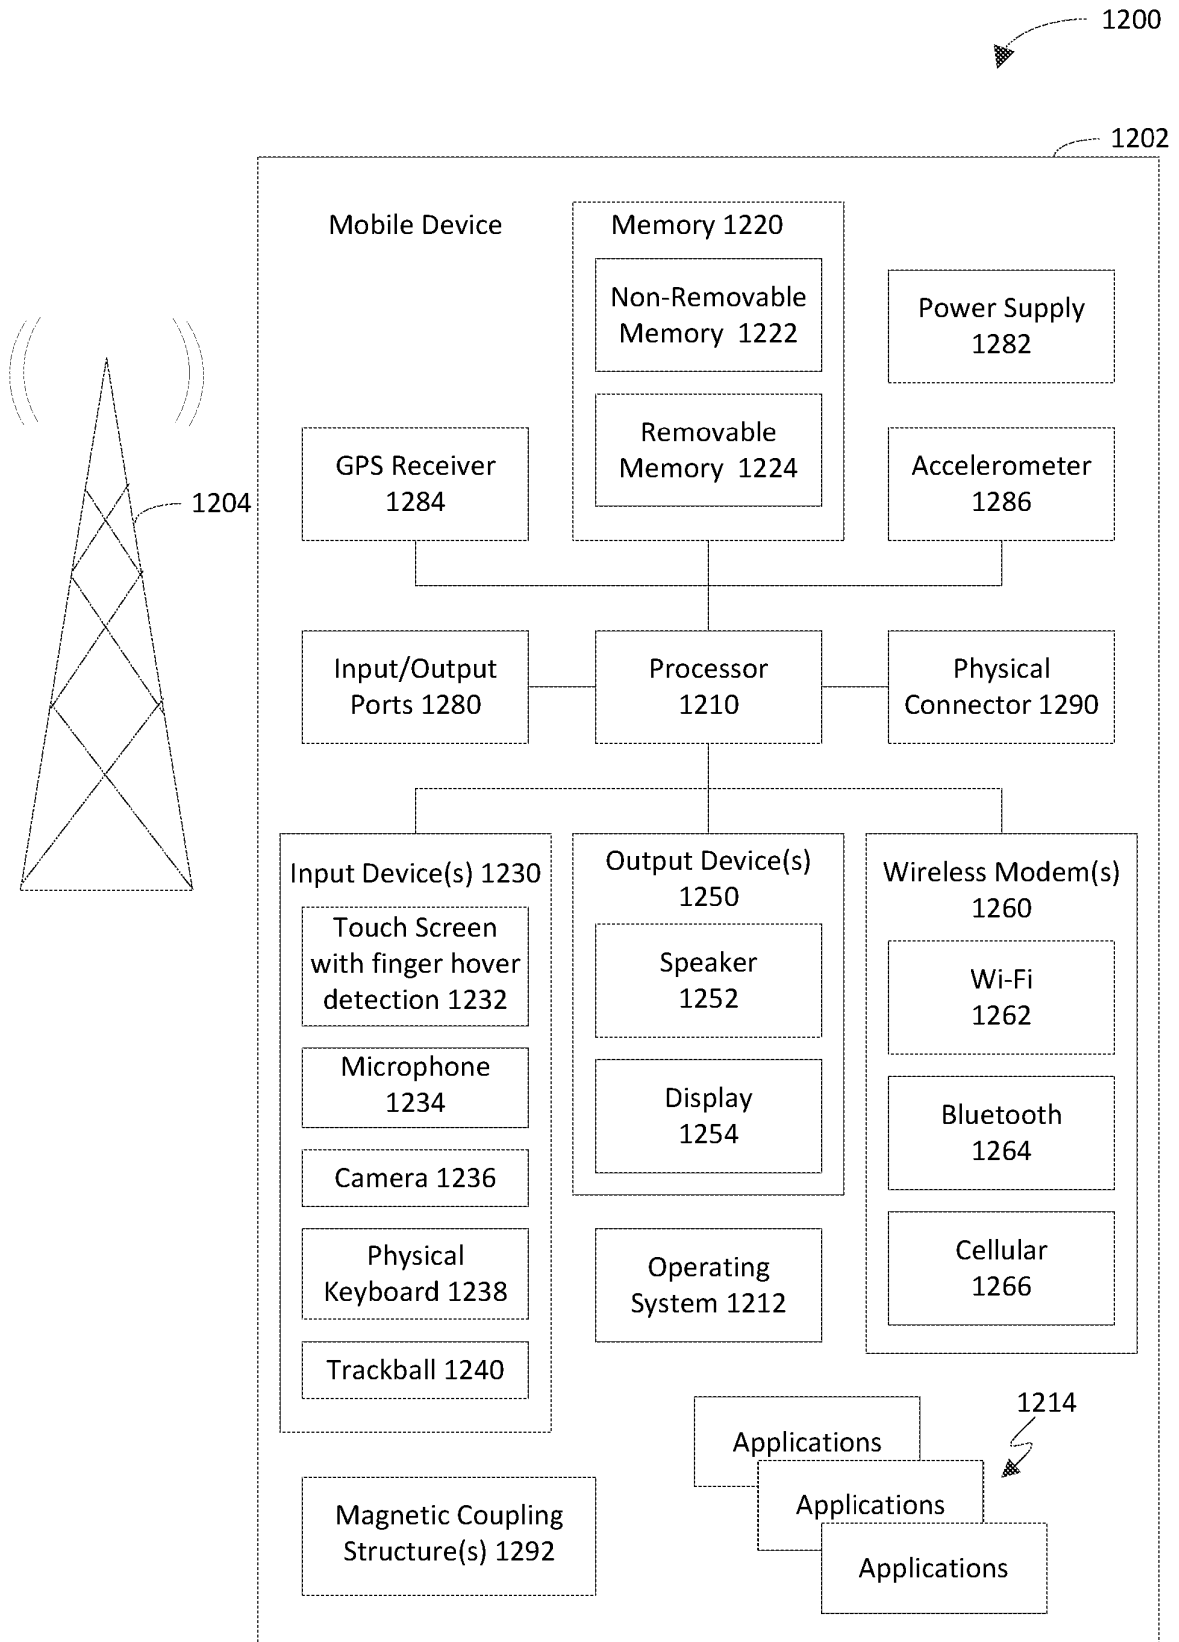 1200
1202
Mobile Device
Memory 1220
Non-Removable
Memory 1222
Power Supply
1282
Removable
Memory 1224
GPS Receiver
1284
Accelerometer
1286
1204
Input/Output
Ports 1280
Processor
1210
Physical
Connector 1290
Input Device(s) 1230
Touch Screen
with finger hover
detection 1232
Microphone
1234
Camera 1236
Physical
Keyboard 1238
Trackball 1240
Output Device(s)
1250
Speaker
1252
Display
1254
Wireless Modem(s)
1260
Wi-Fi
1262
Bluetooth
1264
Cellular
1266
Operating
System 1212
1214
Applications
Applications
Applications
Magnetic Coupling
Structure(s) 1292